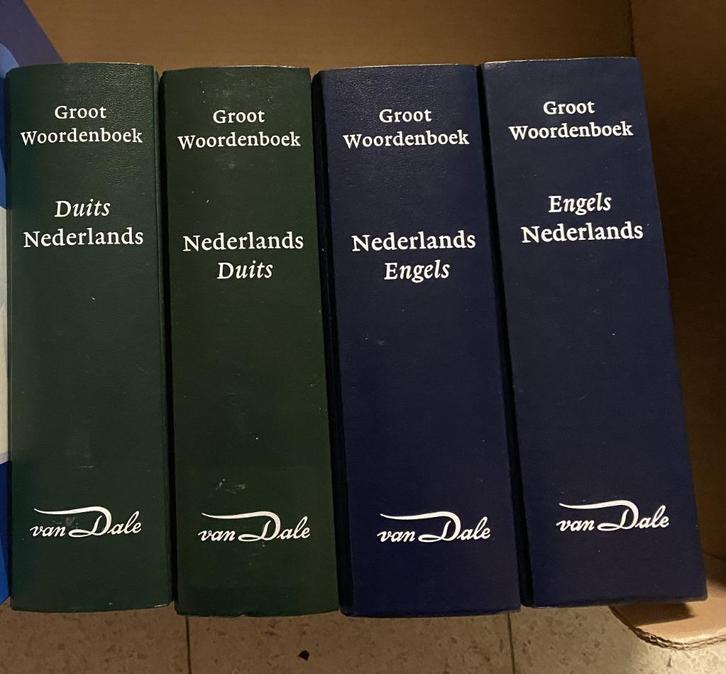 Groot
Woordenboek
Duits
Nederlands
van Dale
Groot
Woordenboek
Nederlands
Duits
van Dale
Groot
Woordenboek
Nederlands
Engels
van Dale
Groot
Woordenboek
Engels
Nederlands
van Dale